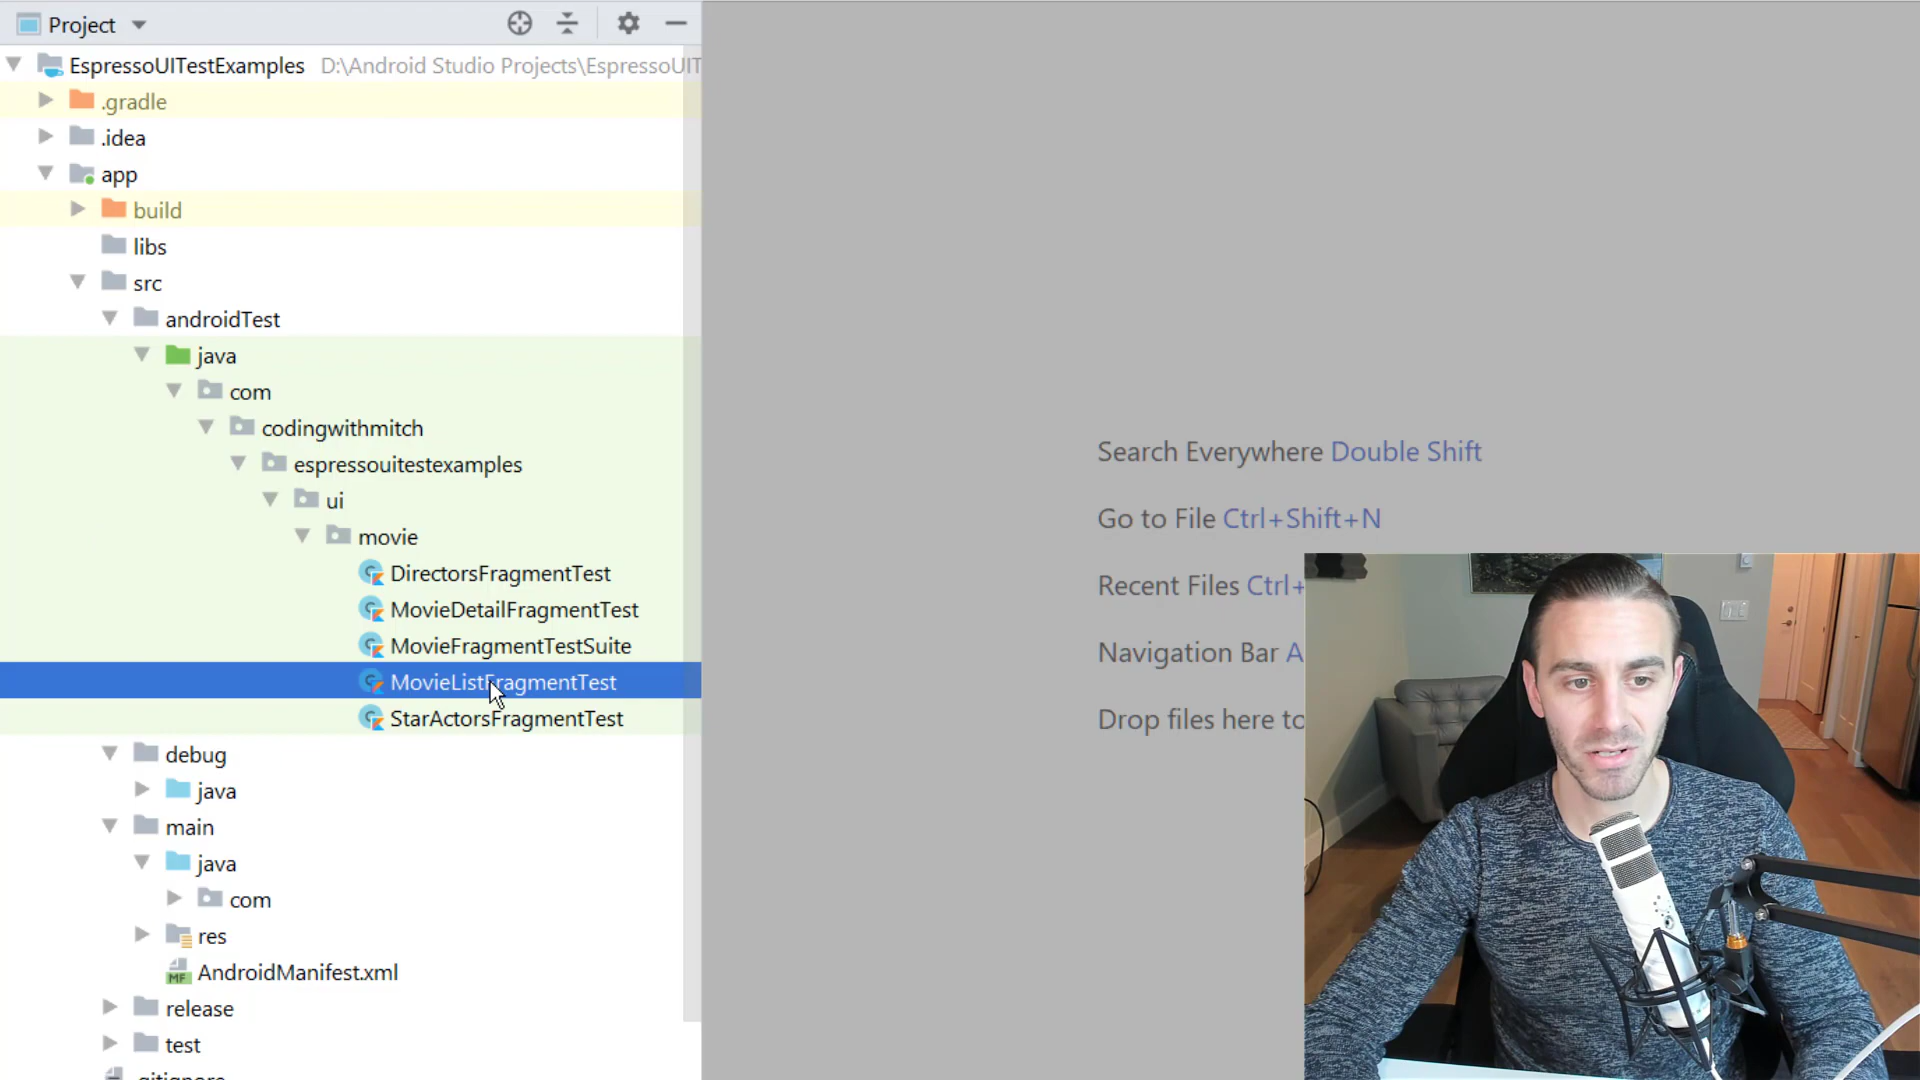 Project
EspressoUITestExamples D:\Android Studio Projects\EspressoUIT
.gradle
.idea
app
build
libs
src
androidTest
java
com
codingwithmitch
espressouitestexamples
ui
movie
DirectorsFragmentTest
MovieDetailFragmentTest
MovieFragmentTestSuite
MovieListFragmentTest
StarActorsFragmentTest
debug
java
main
java
com
res
MF AndroidManifest.xml
release
test
.gitignore
Search Everywhere Double Shift
Go to File Ctrl+Shift+N
Recent Files Ctrl+
Navigation Bar A
Drop files here to